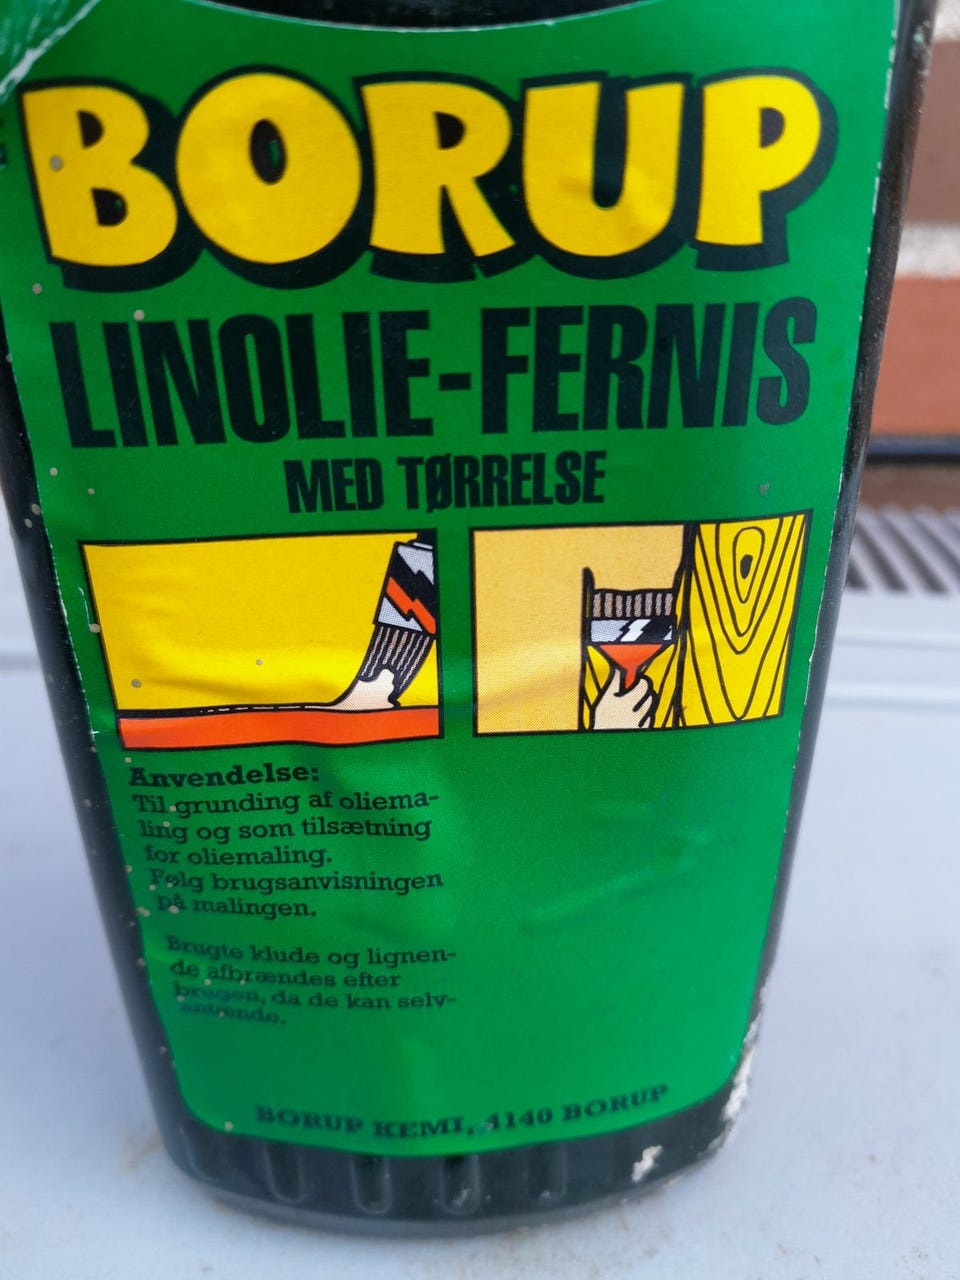 BORUP
LINOLIE-FERNIS
MED TØRRELSE
Anvendelse:
Til grunding af oliema-
ling og som tilsætning
for oliemaling.
Følg brugsanvisningen
på malingen.
Brugte klude og lignen-
de afbrændes efter
brugen, da de kan selv-
antænde.
BORUP KEMI, 4140 BORUP